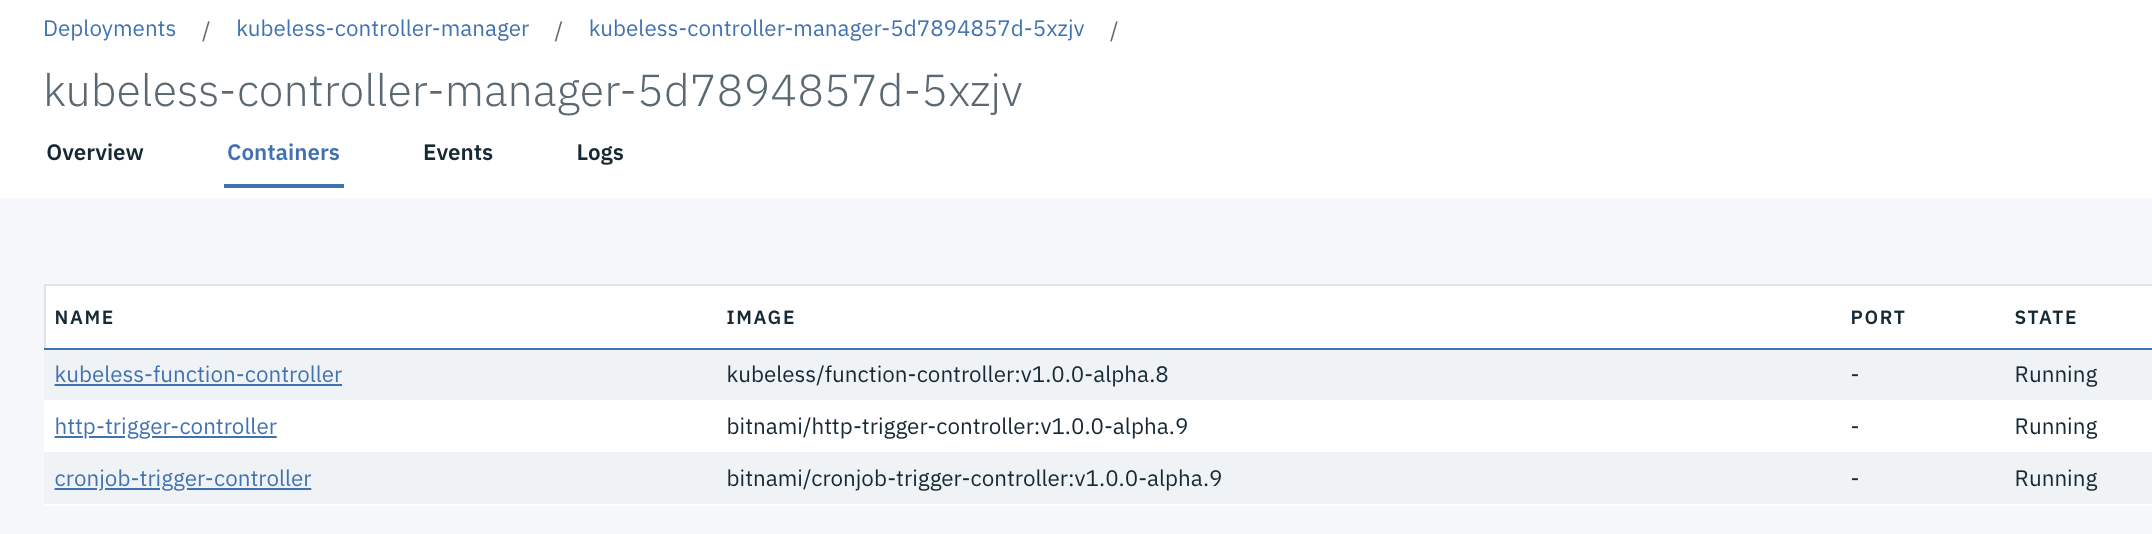 Deployments / kubeless-controller-manager / kubeless-controller-manager-5d7894857d-5xzjv /
kubeless-controller-manager-5d7894857d-5xzjv
Overview Containers Events Logs
NAME IMAGE PORT STATE
kubeless-function-controller kubeless/function-controller:v1.0.0-alpha.8 - Running
http-trigger-controller bitnami/http-trigger-controller:v1.0.0-alpha.9 - Running
cronjob-trigger-controller bitnami/cronjob-trigger-controller:v1.0.0-alpha.9 - Running